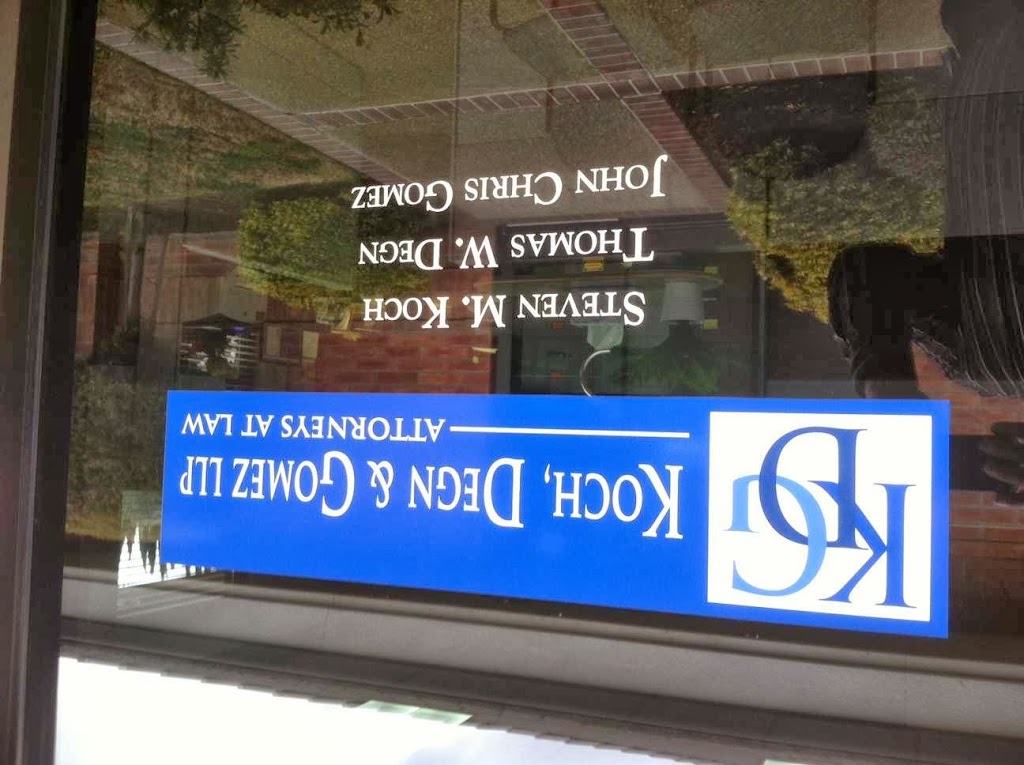 KDG
KOCH, DEGN & GOMEZ LLP
ATTORNEYS AT LAW
STEVEN M. KOCH
THOMAS W. DEGN
JOHN CHRIS GOMEZ